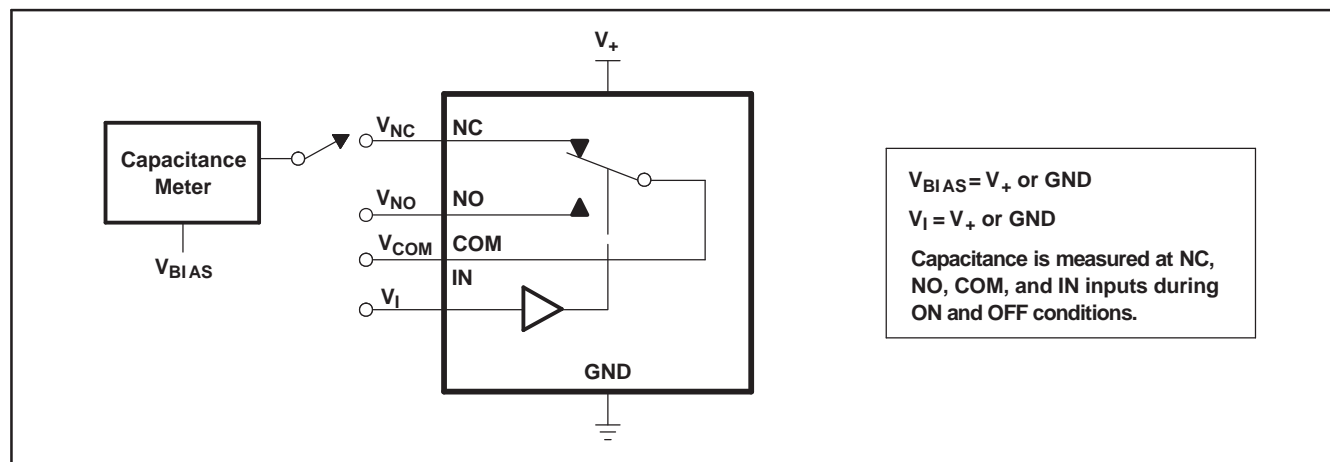 V+
VNC
NC
Capacitance
Meter
VBIAS
VNO
NO
VCOM
COM
IN
VI
GND
VBIAS = V+ or GND
VI = V+ or GND
Capacitance is measured at NC,
NO, COM, and IN inputs during
ON and OFF conditions.